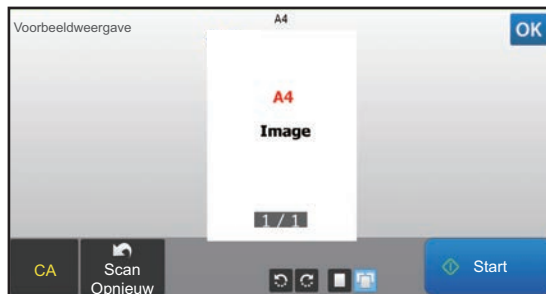 A4
Voorbeeldweergave
OK
A4
Image
1 / 1
CA
Scan
Opnieuw
Start